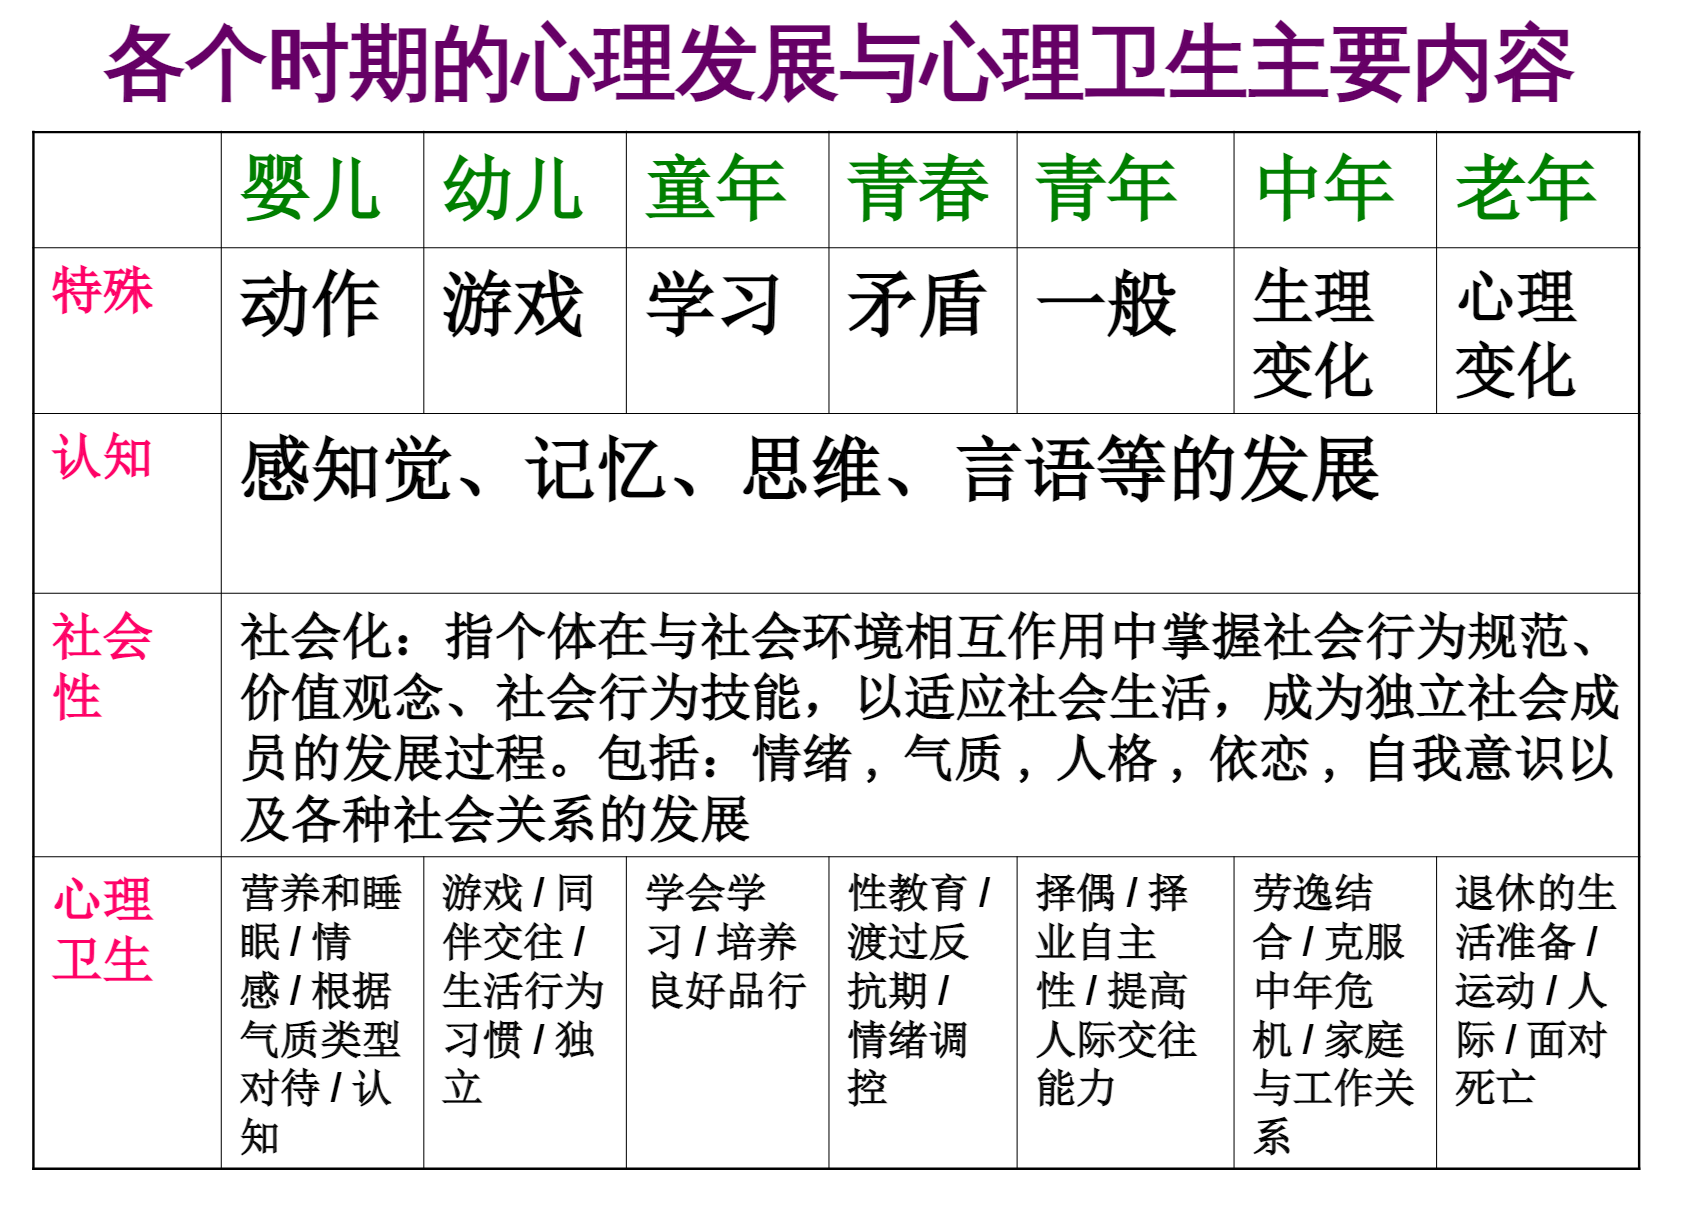 各个时期的心理发展与心理卫生主要内容
婴儿 幼儿 童年 青春 青年 中年 老年
特殊 动作 游戏 学习 矛盾 一般 生理变化 心理变化
认知 感知觉、记忆、思维、言语等的发展
社会性
社会化：指个体在与社会环境相互作用中掌握社会行为规范、
价值观念、社会行为技能，以适应社会生活，成为独立社会成
员的发展过程。包括：情绪，气质，人格，依恋，自我意识以
及各种社会关系的发展
心理
卫生
营养和睡
眠 / 情
感 / 根据
气质类型
对待 / 认
知
游戏 / 同
伴交往 /
生活行为
习惯 / 独
立
学会学
习 / 培养
良好品行
性教育 /
渡过反
抗期 /
情绪调
控
择偶 / 择
业自主
性 / 提高
人际交往
能力
劳逸结
合 / 克服
中年危
机 / 家庭
与工作关
系
退休的生
活准备 /
运动 / 人
际 / 面对
死亡